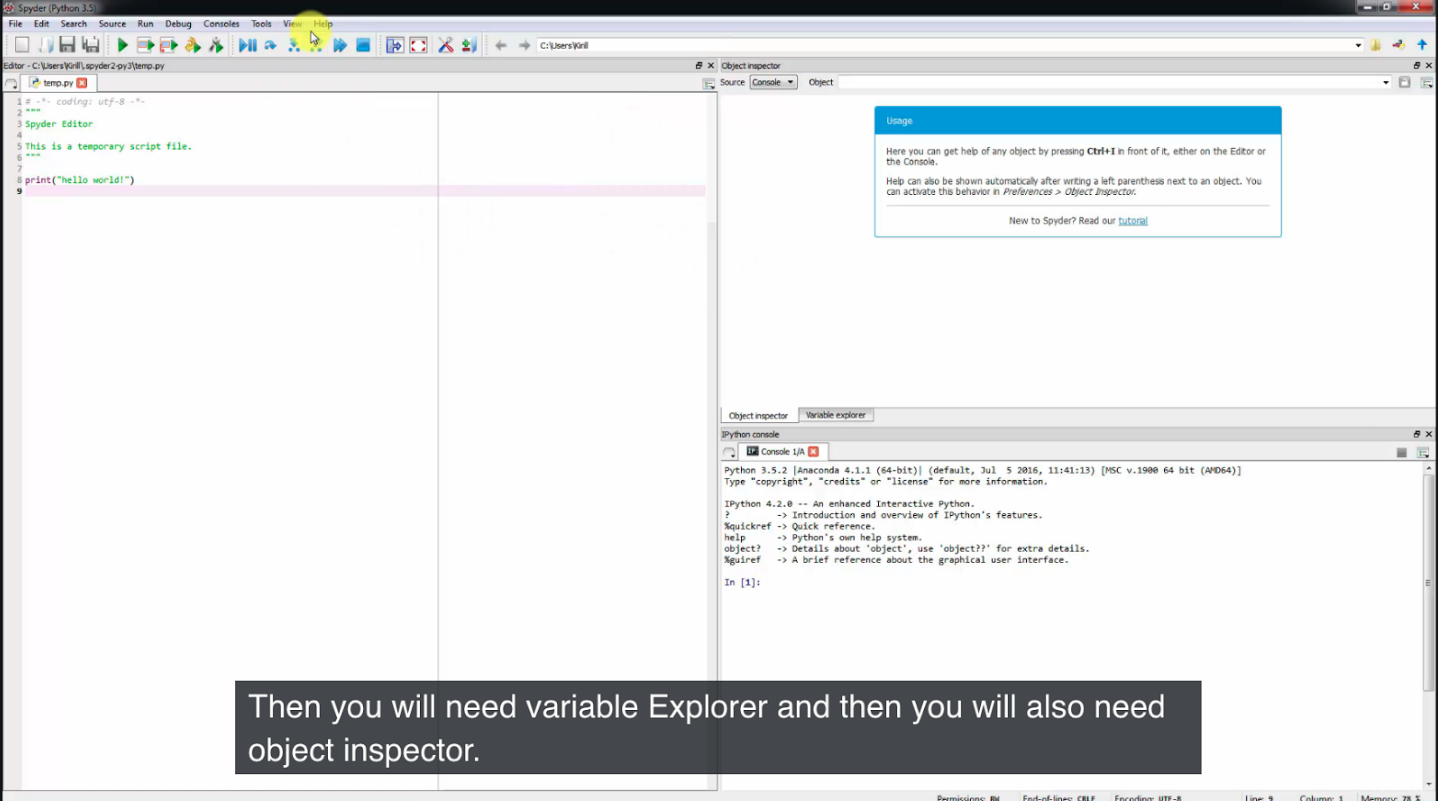 Spyder (Python 3.5)
File Edit Search Source Run Debug Consoles Tools View Help
C:\Users\Kirill
Editor - C:\Users\Kirill\.spyder2-py3\temp.py
temp.py
1 # -*- coding: utf-8 -*-
2 """
3 Spyder Editor
4
5 This is a temporary script file.
6 """
7
8 print("hello world!")
9
Object inspector
Source Console Object
Usage
Here you can get help of any object by pressing Ctrl+I in front of it, either on the Editor or
the Console.
Help can also be shown automatically after writing a left parenthesis next to an object. You
can activate this behavior in Preferences > Object Inspector.
New to Spyder? Read our tutorial
Object inspector Variable explorer
IPython console
IP Console 1/A
Python 3.5.2 |Anaconda 4.1.1 (64-bit)| (default, Jul  5 2016, 11:41:13) [MSC v.1900 64 bit (AMD64)]
Type "copyright", "credits" or "license" for more information.
IPython 4.2.0 -- An enhanced Interactive Python.
? -> Introduction and overview of IPython's features.
%quickref -> Quick reference.
help -> Python's own help system.
object? -> Details about 'object', use 'object??' for extra details.
%guiref -> A brief reference about the graphical user interface.
In [1]:
Then you will need variable Explorer and then you will also need
object inspector.
Permissions: RW End-of-lines: CRLF Encoding: UTF-8 Line: 9 Column: 1 Memory: 78 %